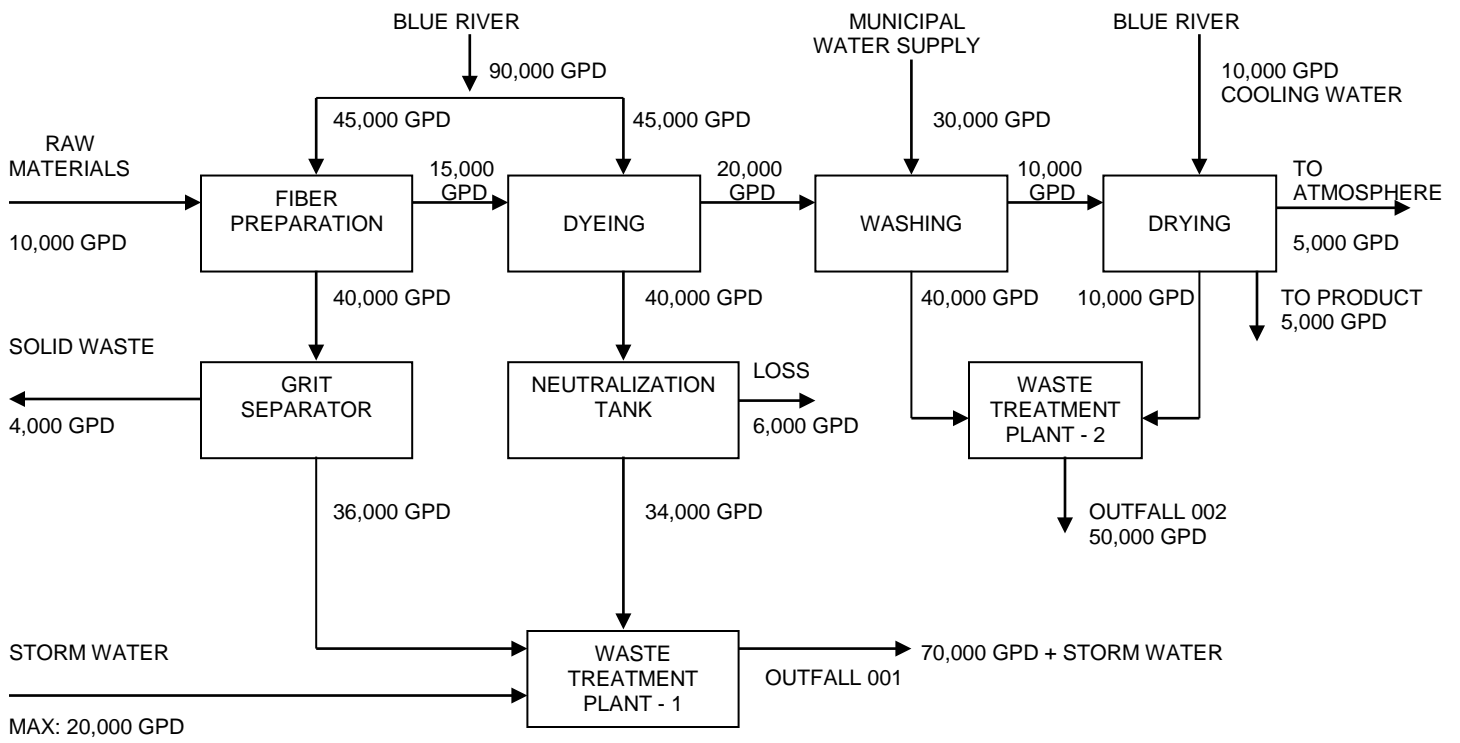 BLUE RIVER
90,000 GPD
45,000 GPD
45,000 GPD
MUNICIPAL
WATER SUPPLY
30,000 GPD
BLUE RIVER
10,000 GPD
COOLING WATER
RAW
MATERIALS
10,000 GPD
FIBER
PREPARATION
15,000
GPD
DYEING
20,000
GPD
WASHING
10,000
GPD
DRYING
TO
ATMOSPHERE
5,000 GPD
40,000 GPD
40,000 GPD
40,000 GPD
10,000 GPD
TO PRODUCT
5,000 GPD
SOLID WASTE
4,000 GPD
GRIT
SEPARATOR
NEUTRALIZATION
TANK
LOSS
6,000 GPD
WASTE
TREATMENT
PLANT - 2
36,000 GPD
34,000 GPD
OUTFALL 002
50,000 GPD
STORM WATER
MAX: 20,000 GPD
WASTE
TREATMENT
PLANT - 1
OUTFALL 001
70,000 GPD + STORM WATER